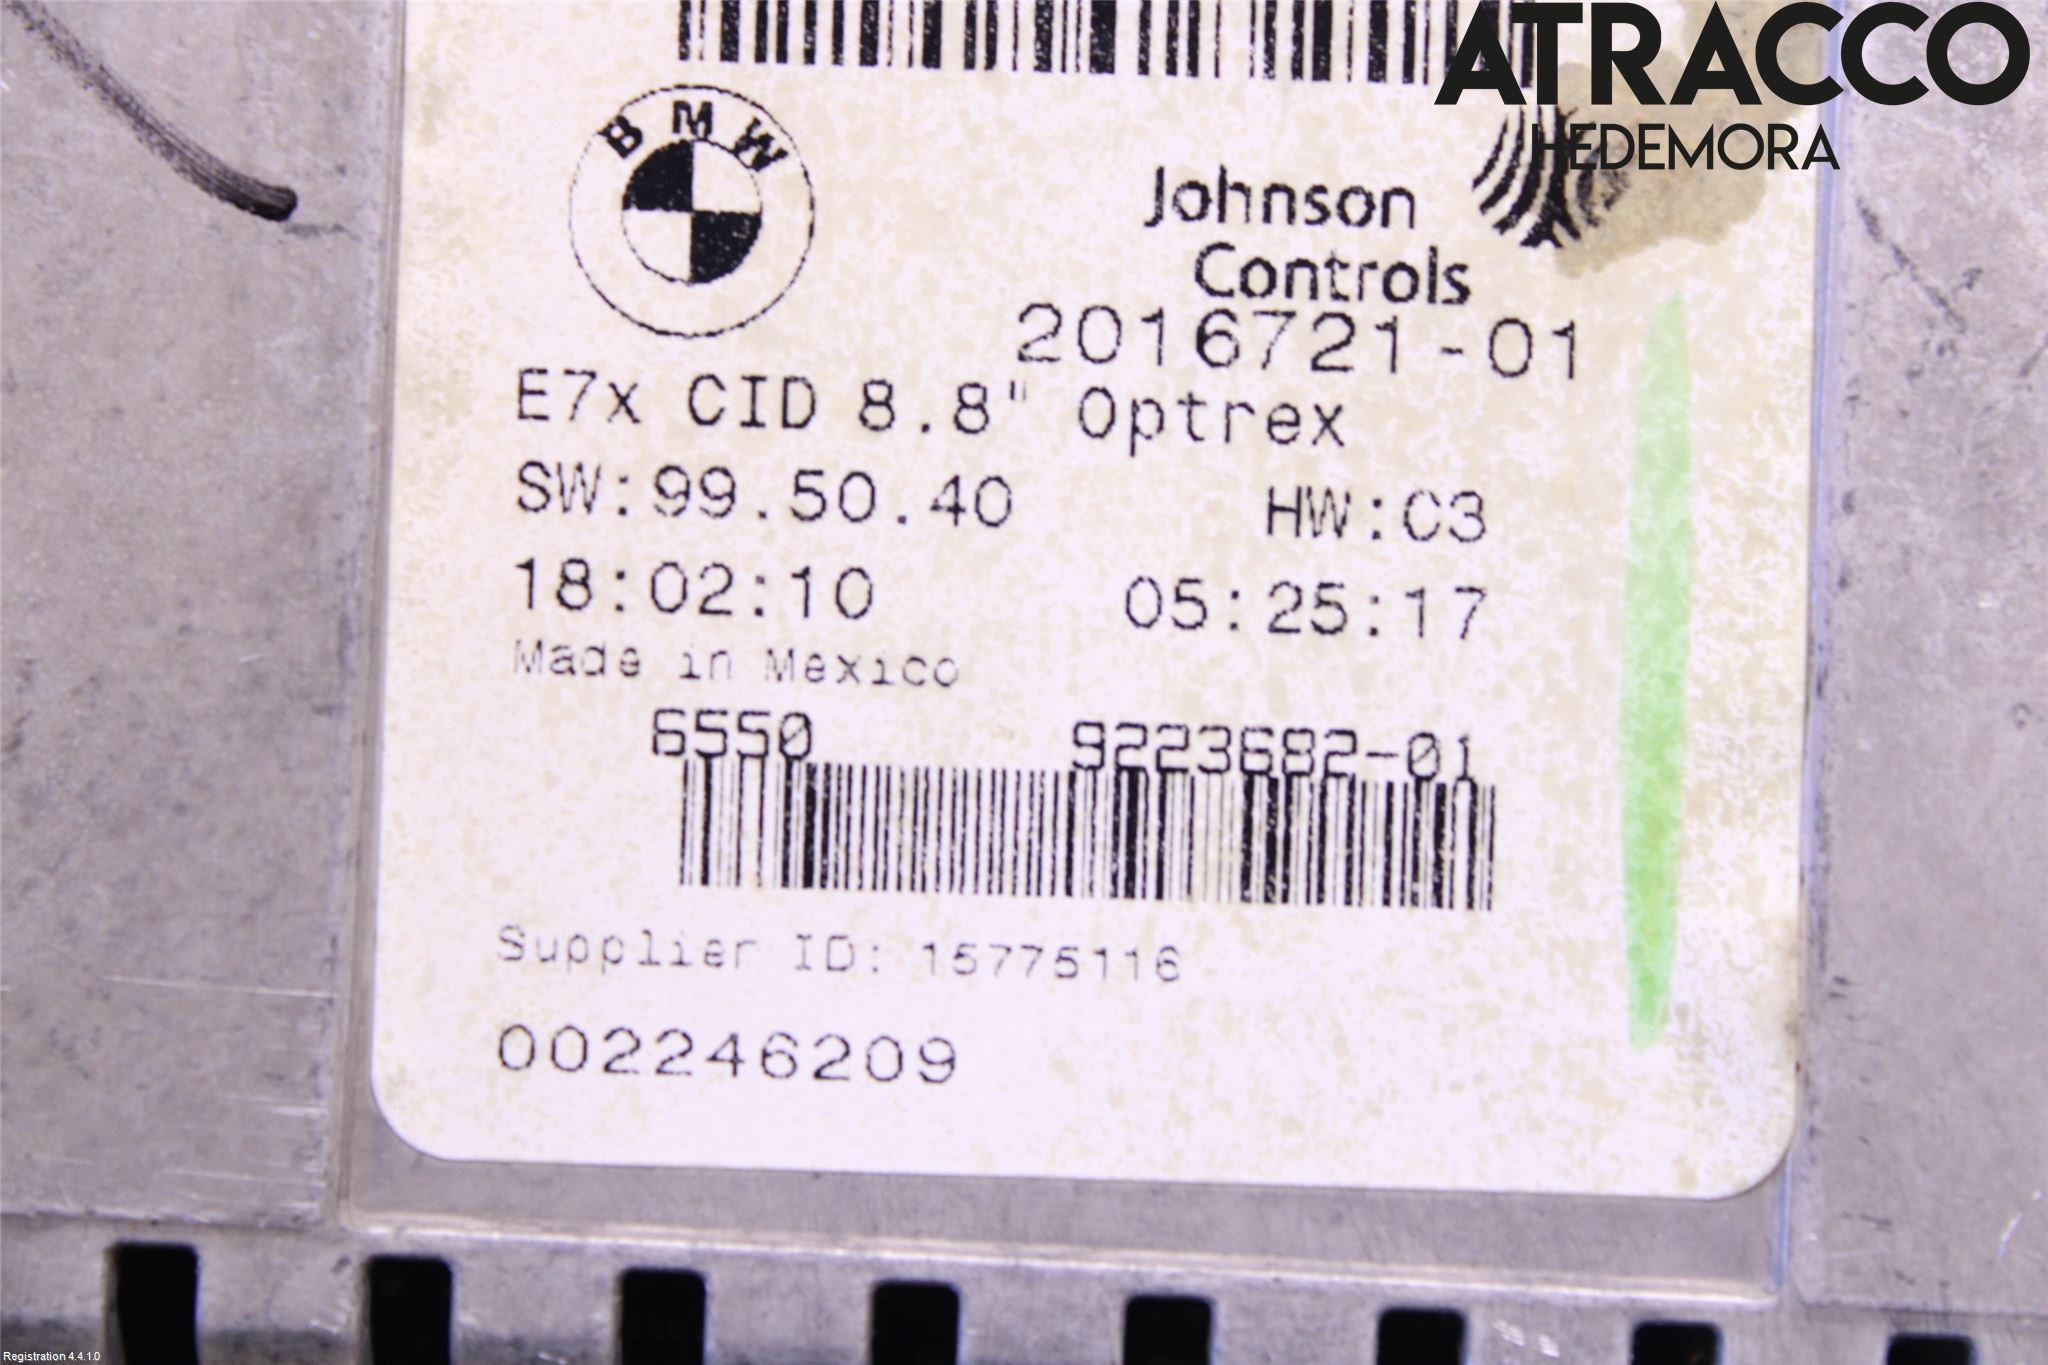 ATRACCO
HEDEMORA
BMW
Johnson
Controls
2016721-01
E7x CID 8.8" Optrex
SW:99.50.40 HW:C3
18:02:10 05:25:17
Made in Mexico
6550 9223682-01
Supplier ID: 15775116
002246209
Registration 4.4.1.0